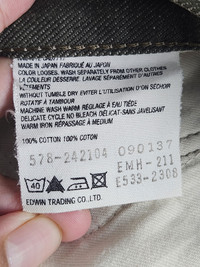 MADE IN JAPAN FABRIQUÉ AU JAPON
COLOR LOOSES. WASH SEPARATELY FROM OTHER CLOTHES
LA COULEUR DESSERRE. LAVAGE SÉPARÉMENT D'AUTRES
VÊTEMENTS
WITHOUT TUMBLE DRY EVITER L'UTILISATION D'UN SÉCHOIR
ROTATIF À TAMBOUR
MACHINE WASH WARM RÉGLAGE À EAU TIÈDE
DELICATE CYCLE NO BLEACH DÉLICAT-SANS JAVELISANT
WARM IRON RÉPASSAGE À MEDIUM
100% COTTON 100% COTTON
578-242104 090137
EMH-211
E533-2308
40
EDWIN TRADING CO., LTD.